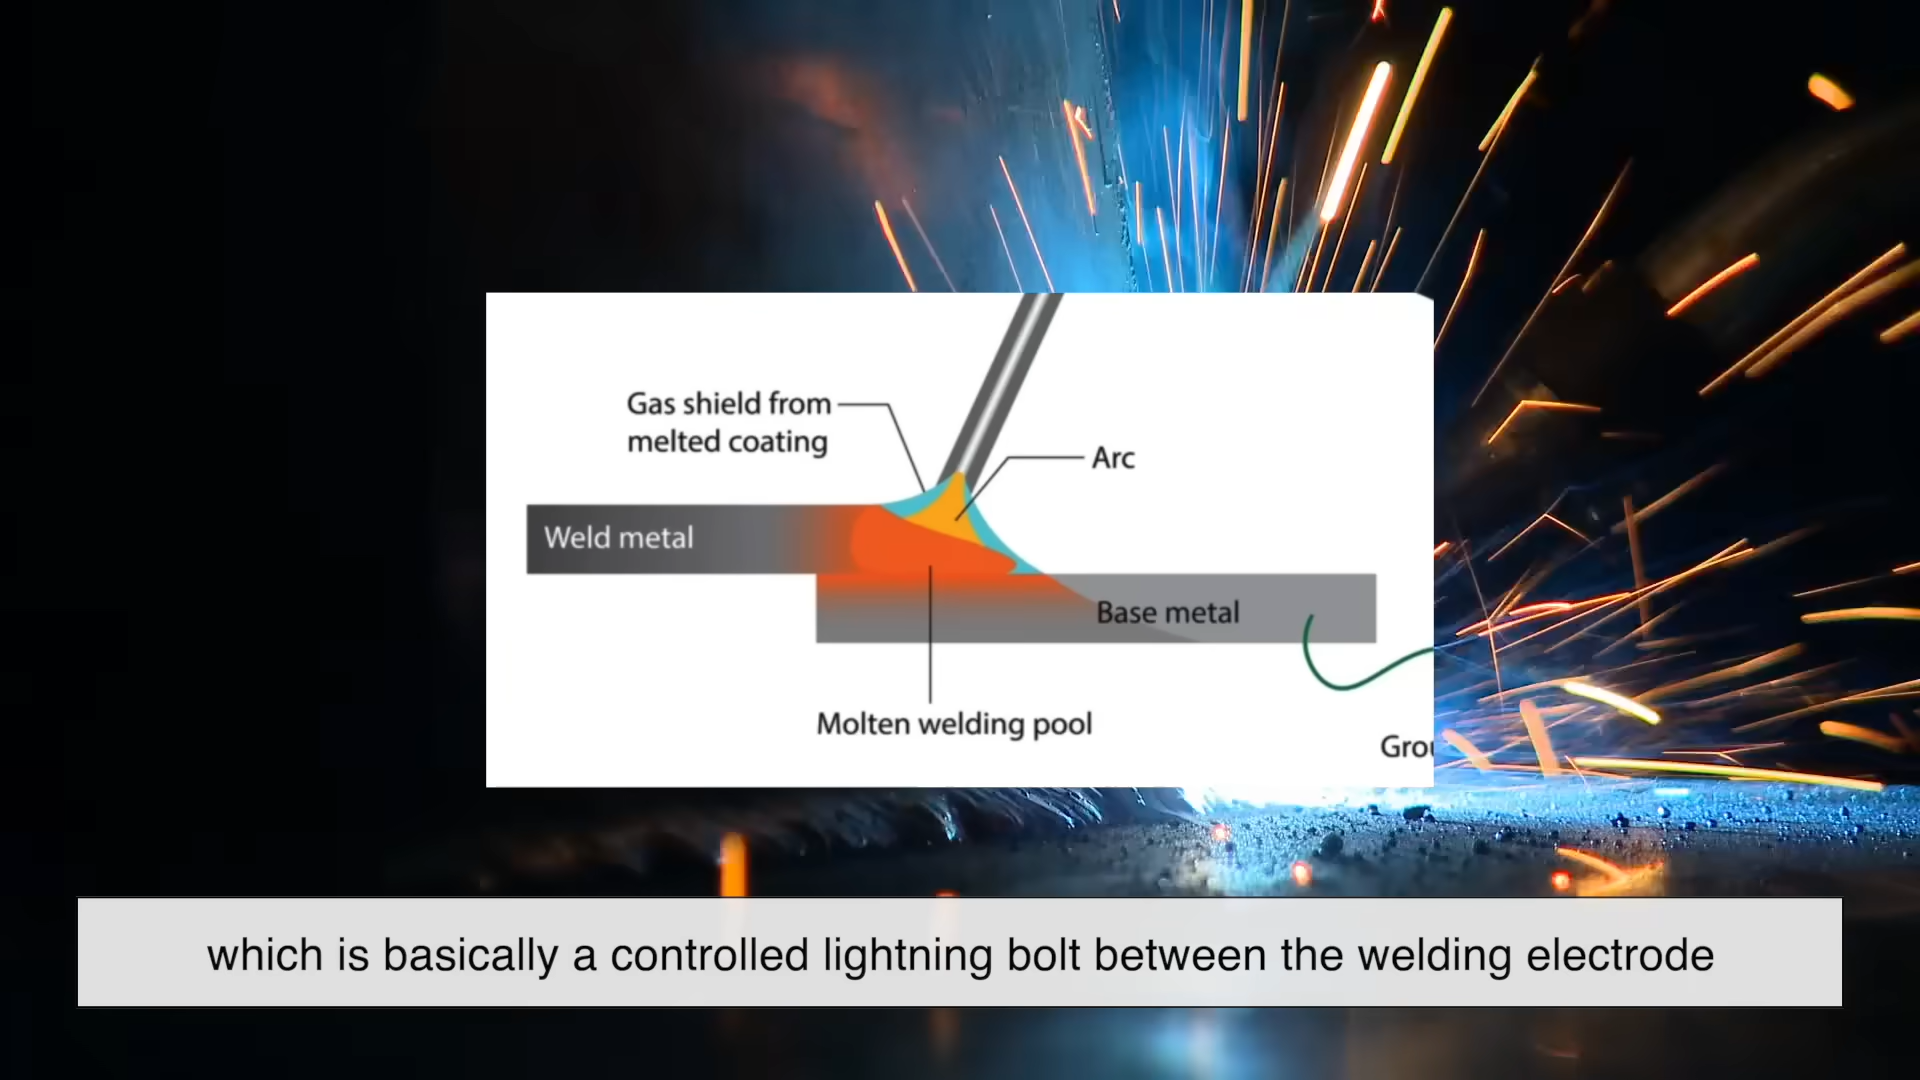 Gas shield from
melted coating
Arc
Weld metal
Base metal
Molten welding pool
Grou
which is basically a controlled lightning bolt between the welding electrode